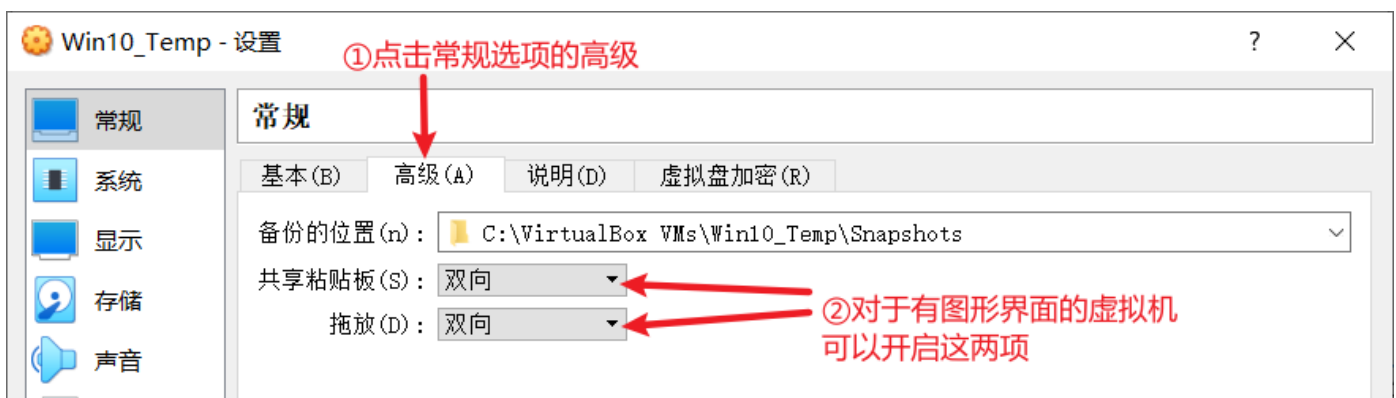 Win10_Temp - 设置
?
①点击常规选项的高级
常规
常规
系统
显示
存储
声音
基本(B)
高级(A)
说明(D)
虚拟盘加密(R)
备份的位置(n): C:\VirtualBox VMs\Win10_Temp\Snapshots
共享粘贴板(S): 双向
拖放(D): 双向
②对于有图形界面的虚拟机
可以开启这两项